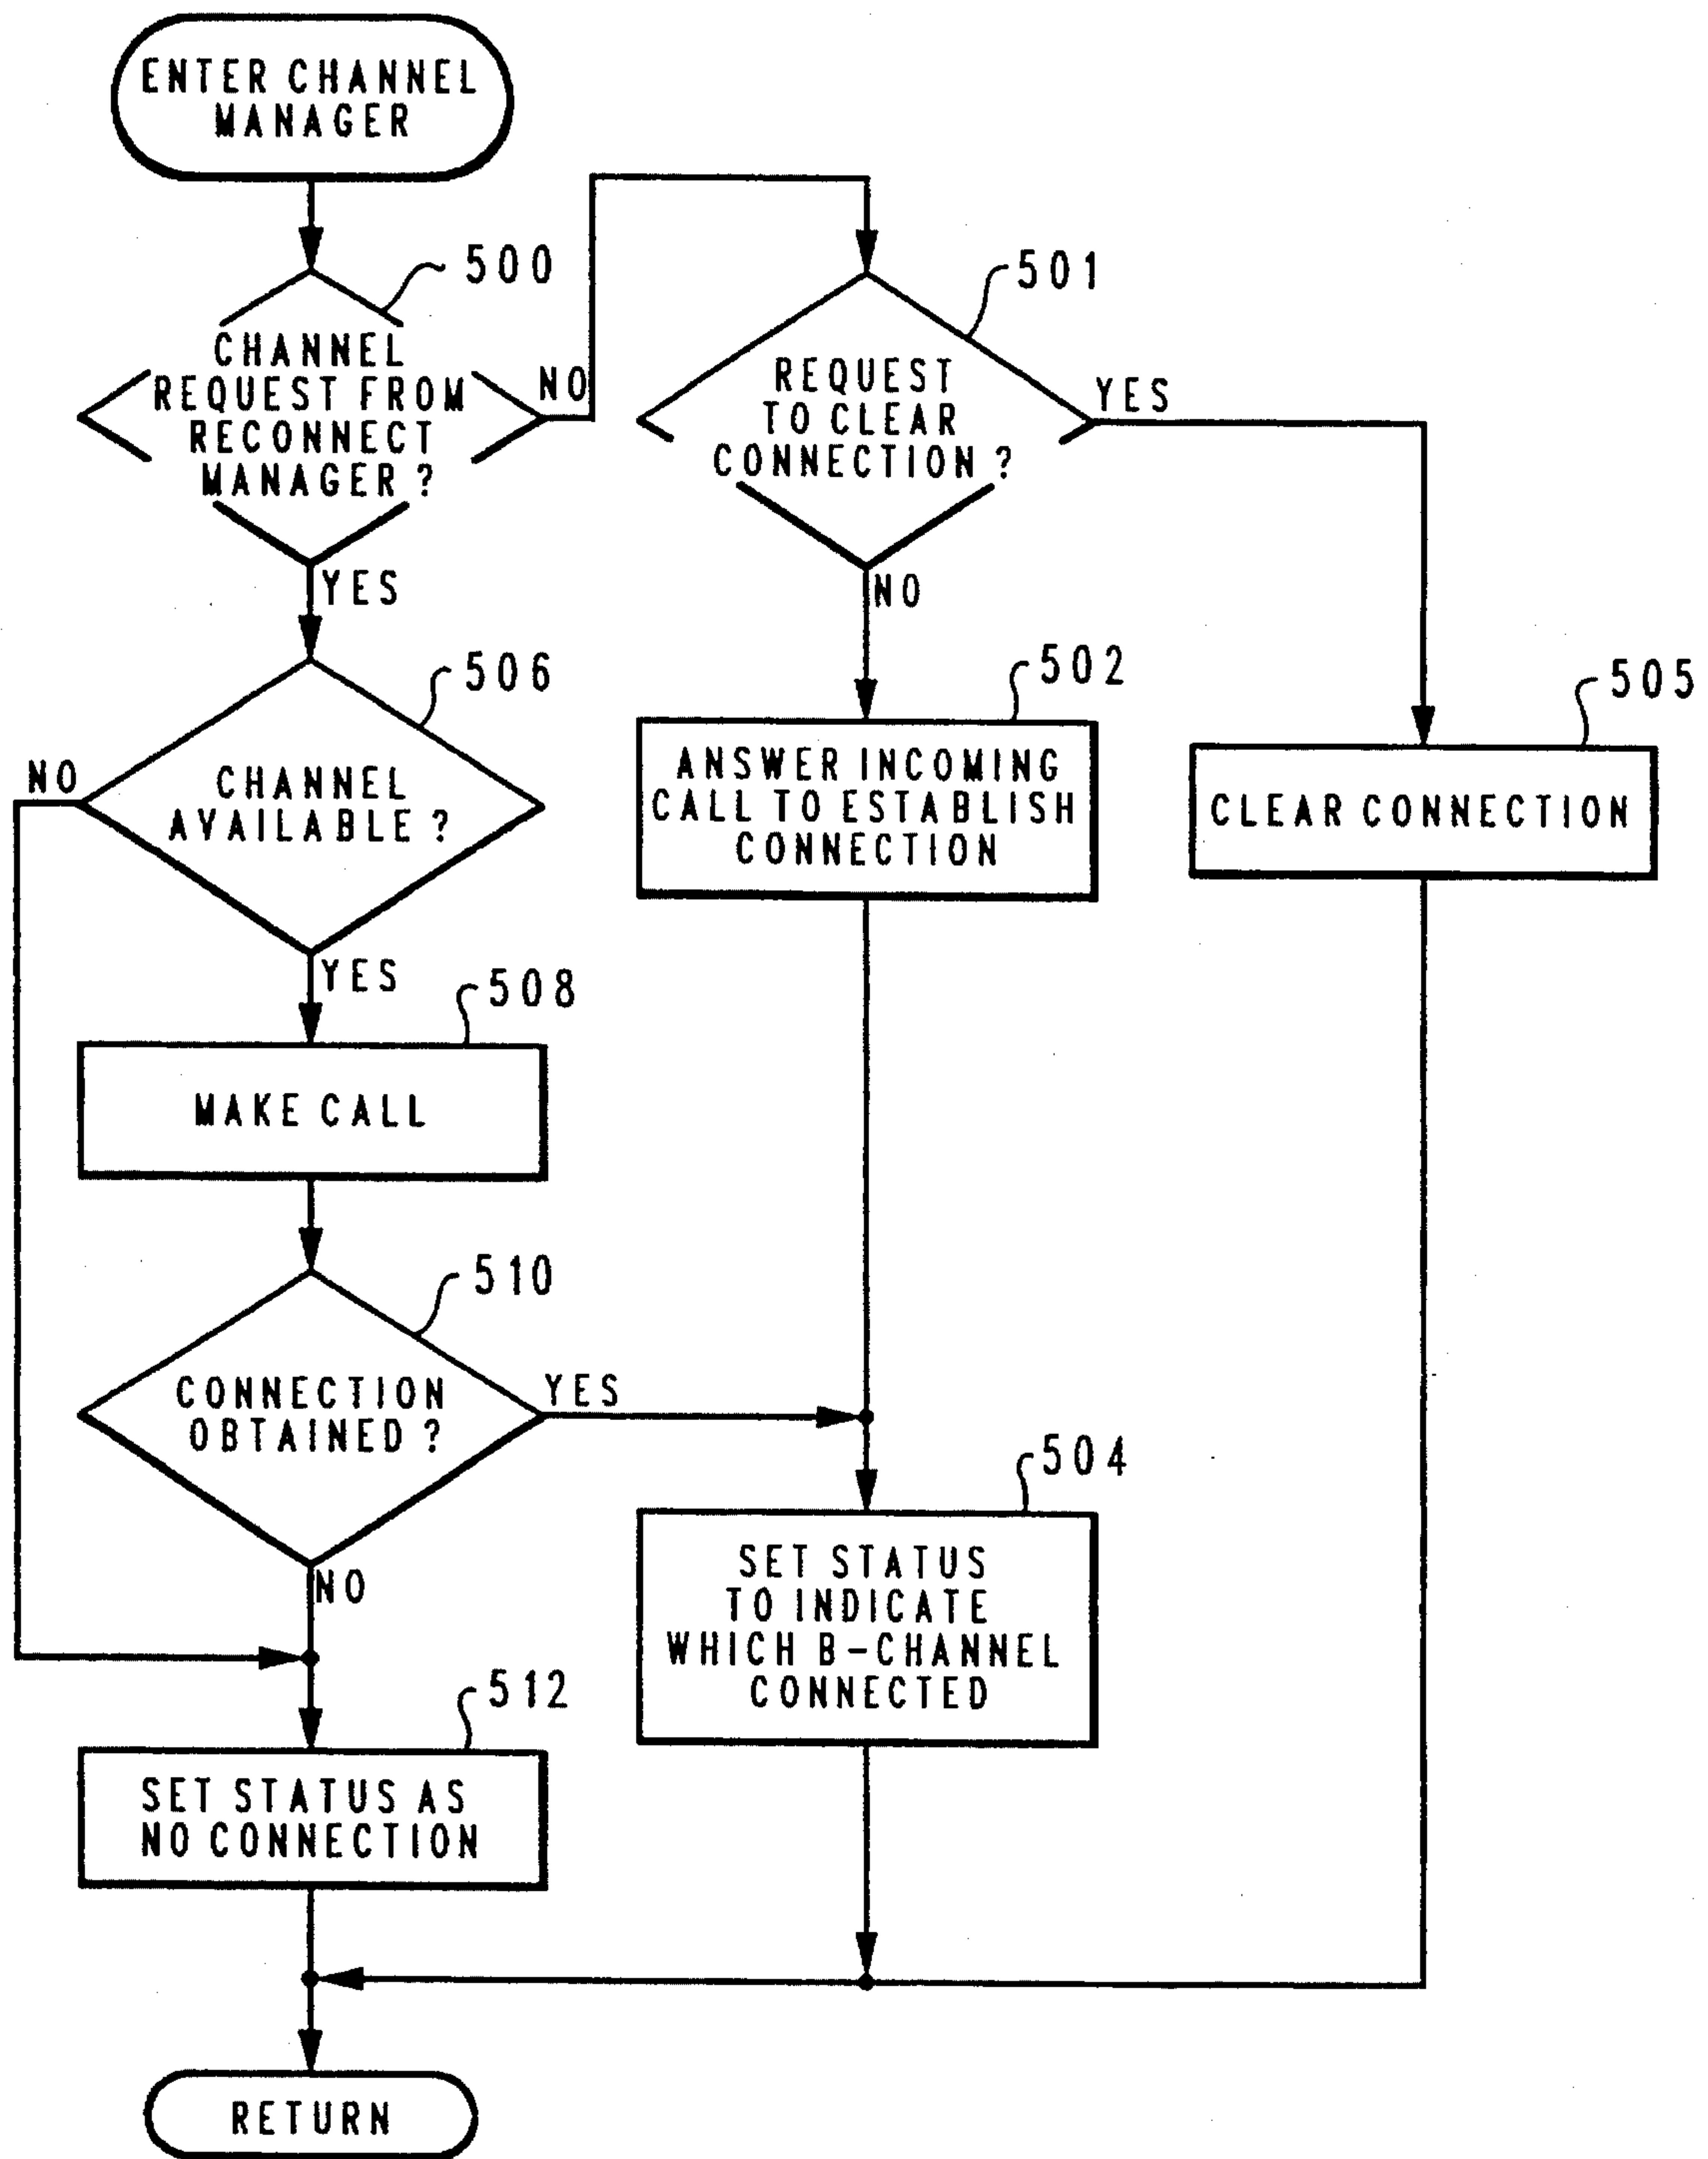 ENTER CHANNEL
MANAGER
500
CHANNEL
REQUEST FROM
RECONNECT
MANAGER ?
NO
YES
501
REQUEST
TO CLEAR
CONNECTION ?
YES
NO
506
CHANNEL
AVAILABLE ?
NO
YES
502
ANSWER INCOMING
CALL TO ESTABLISH
CONNECTION
505
CLEAR CONNECTION
508
MAKE CALL
510
CONNECTION
OBTAINED ?
YES
NO
504
SET STATUS
TO INDICATE
WHICH B-CHANNEL
CONNECTED
512
SET STATUS AS
NO CONNECTION
RETURN